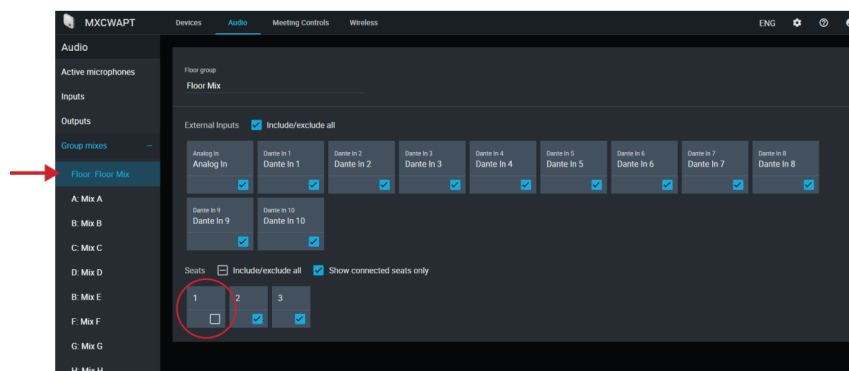 MXCWAPT
Devices
Audio
Meeting Controls
Wireless
ENG
Audio
Active microphones
Inputs
Outputs
Group mixes
Floor: Floor Mix
A: Mix A
B: Mix B
C: Mix C
D: Mix D
B: Mix E
F: Mix F
G: Mix G
H: Mix H
Floor group
Floor Mix
External Inputs
Include/exclude all
Analog In
Analog In
Dante In 1
Dante In 1
Dante In 2
Dante In 2
Dante In 3
Dante In 3
Dante In 4
Dante In 4
Dante In 5
Dante In 5
Dante In 6
Dante In 6
Dante In 7
Dante In 7
Dante In 8
Dante In 8
Dante In 9
Dante In 9
Dante In 10
Dante In 10
Seats
Include/exclude all
Show connected seats only
1
2
3